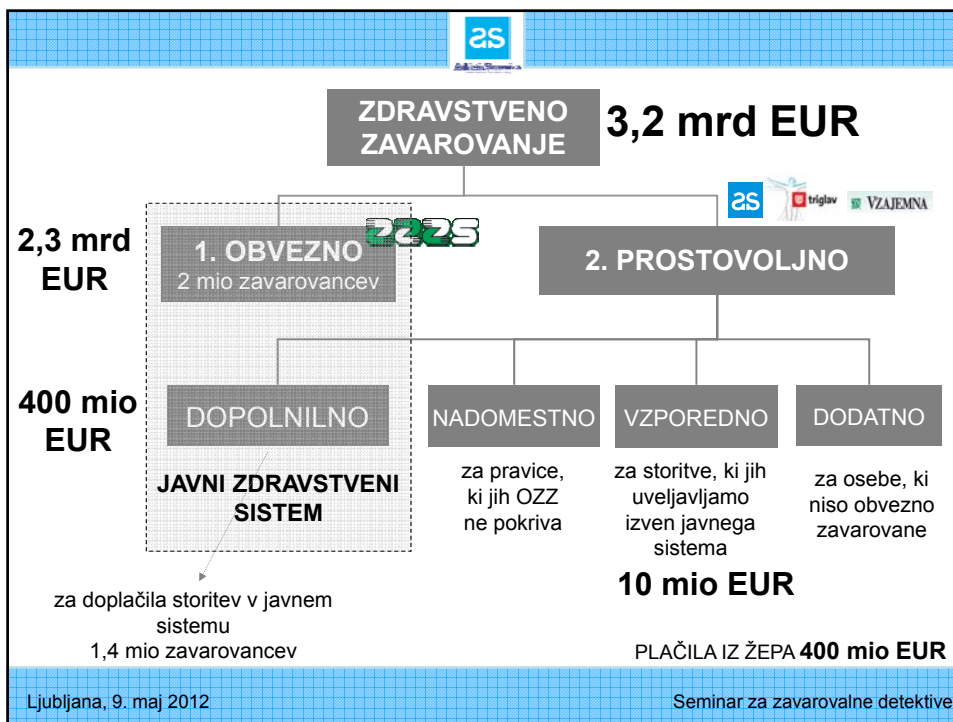 as
ZDRAVSTVENO
ZAVAROVANJE
3,2 mrd EUR
as
triglav
VZAJEMNA
2,3 mrd
EUR
1. OBVEZNO
2 mio zavarovancev
ZZZS
2. PROSTOVOLJNO
400 mio
EUR
DOPOLNILNO
NADOMESTNO
VZPOREDNO
DODATNO
JAVNI ZDRAVSTVENI
SISTEM
za pravice,
ki jih OZZ
ne pokriva
za storitve, ki jih
uveljavljamo
izven javnega
sistema
za osebe, ki
niso obvezno
zavarovane
10 mio EUR
za doplačila storitev v javnem
sistemu
1,4 mio zavarovancev
PLAČILA IZ ŽEPA 400 mio EUR
Ljubljana, 9. maj 2012
Seminar za zavarovalne detektive